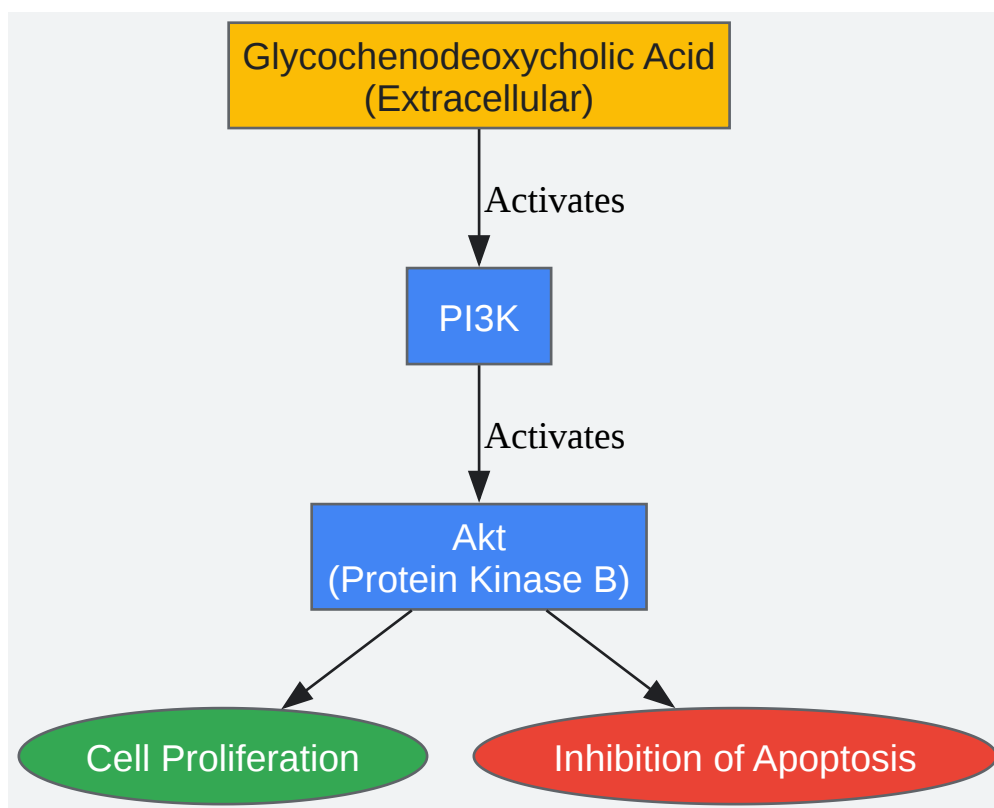 Glycochenodeoxycholic Acid
(Extracellular)
Activates
PI3K
Activates
Akt
(Protein Kinase B)
Cell Proliferation
Inhibition of Apoptosis